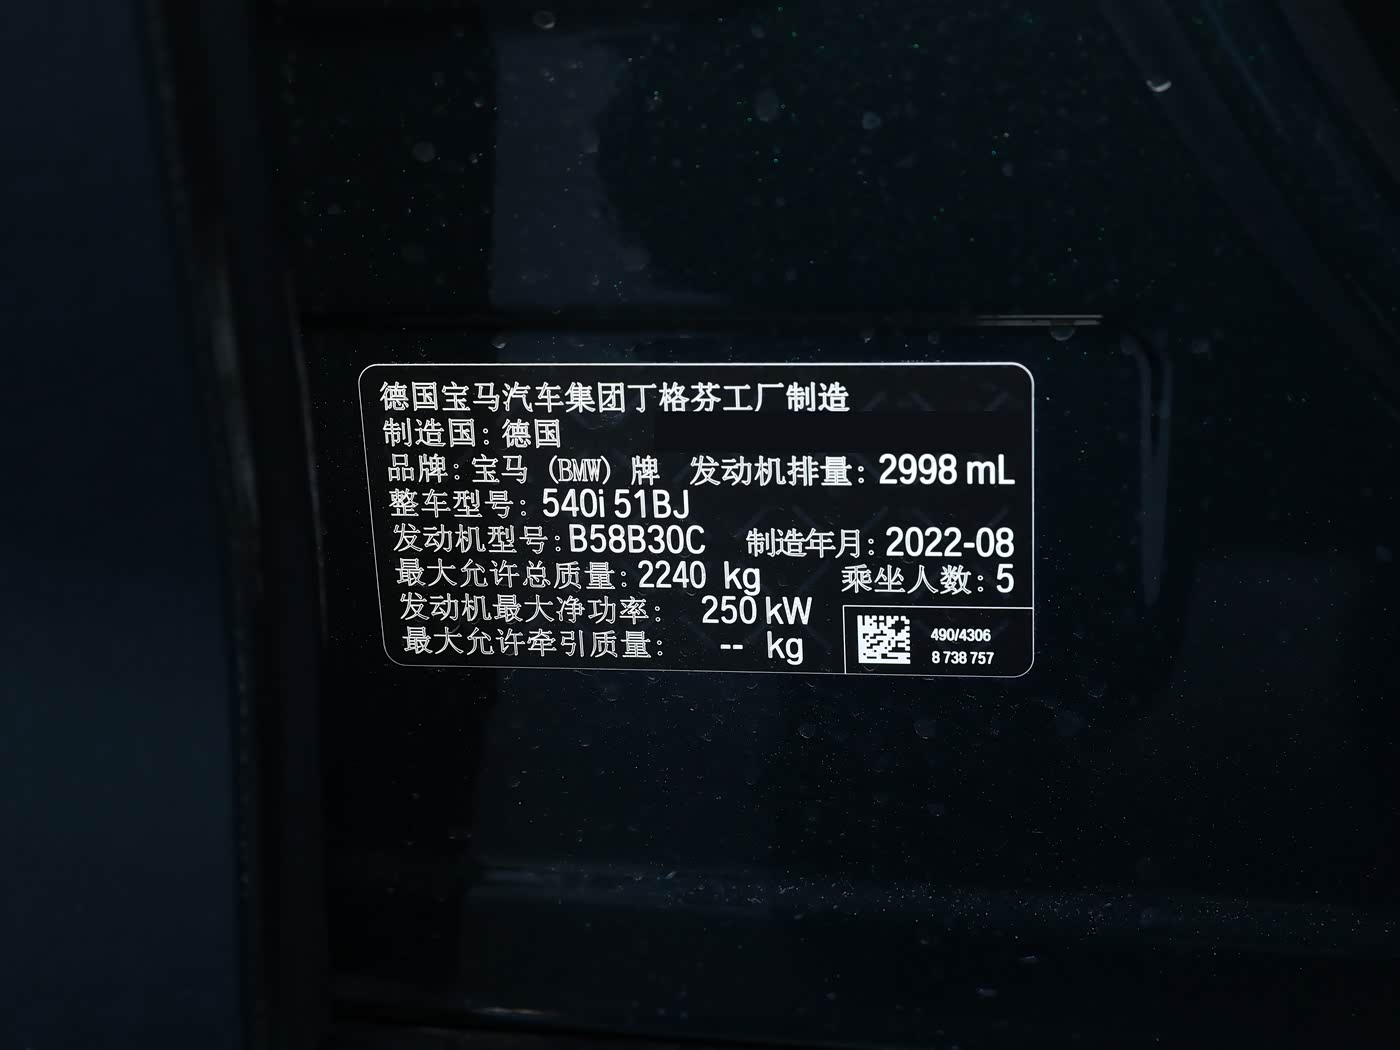 德国宝马汽车集团丁格芬工厂制造
制造国：德国
品牌：宝马（BMW）牌 发动机排量：2998 mL
整车型号：540i 51BJ
发动机型号：B58B30C 制造年月：2022-08
最大允许总质量：2240 kg 乘坐人数：5
发动机最大净功率： 250 kW
最大允许牵引质量： -- kg
490/4306
8 738 757